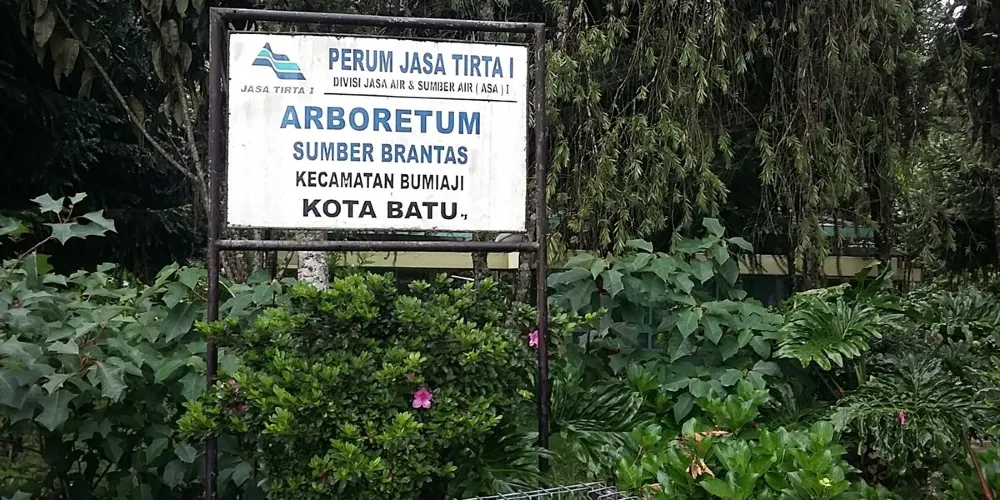 PERUM JASA TIRTA I
DIVISI JASA AIR & SUMBER AIR ( ASA ) I
JASA TIRTA I
ARBORETUM
SUMBER BRANTAS
KECAMATAN BUMIAJI
KOTA BATU.,